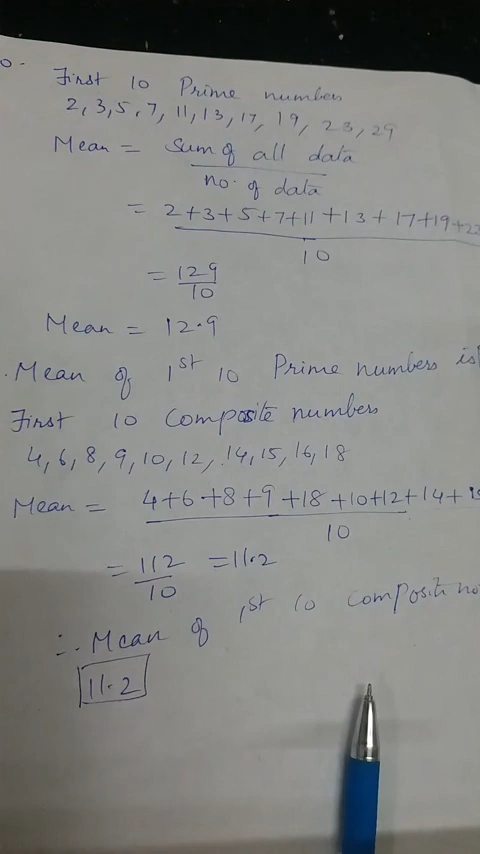 0.
First 10 Prime numbers
2, 3, 5, 7, 11, 13, 17, 19, 23, 29
Mean = Sum of all data
no. of data
= 2+3+5+7+11+13+17+19+23
10
= 129
10
Mean = 12.9
. Mean of 1st 10 Prime numbers is
First 10 Composite numbers
4, 6, 8, 9, 10, 12, 14, 15, 16, 18
Mean = 4+6+8+9+18+10+12+14+15
10
= 112 = 11.2
10
∴ Mean of 1st 10 composite no
11.2